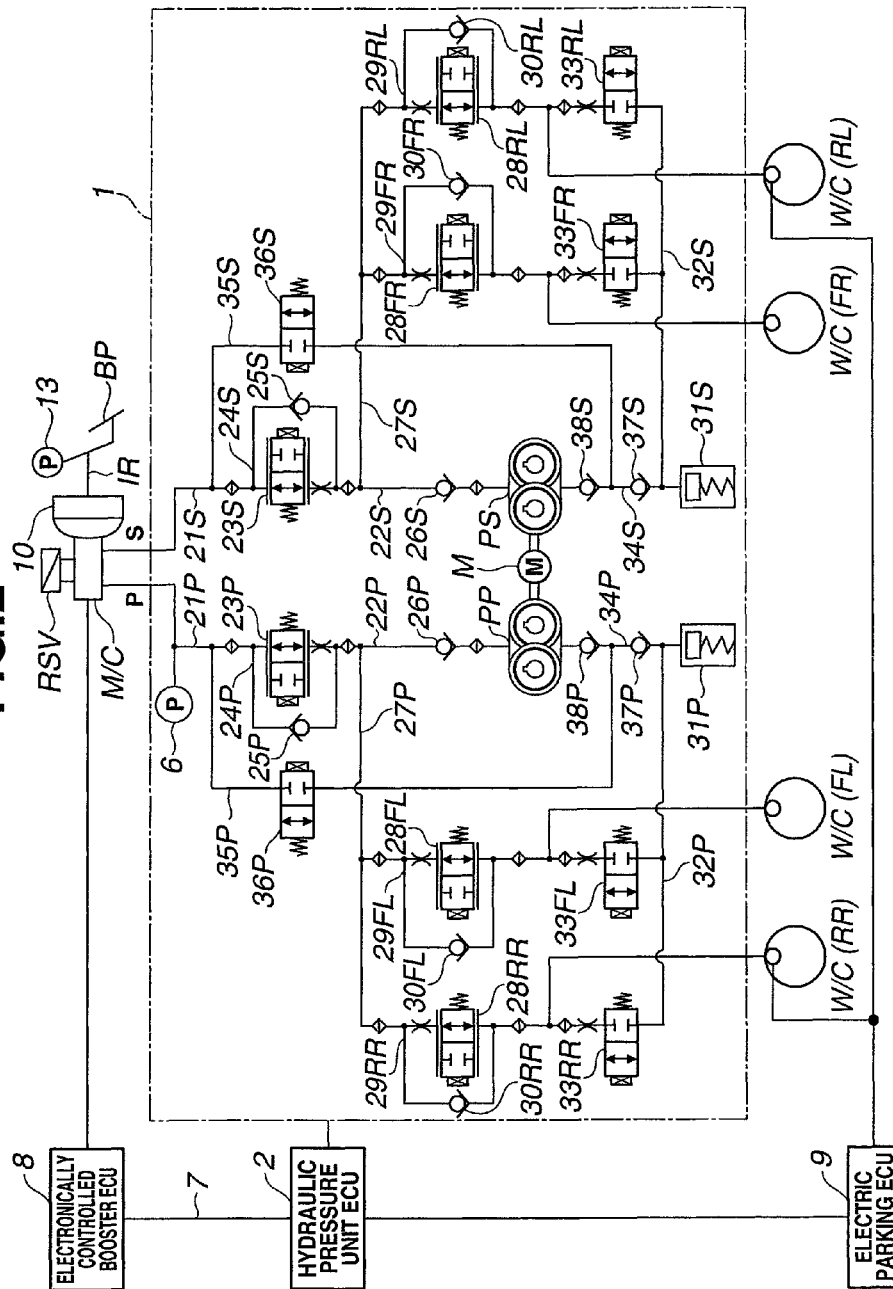 1
RSV
10
13
P
BP
IR
M/C
P
S
P
6
21P
21S
23P
23S
24P
24S
25P
25S
35P
35S
36P
36S
22P
22S
26P
26S
27P
27S
PP
PS
M
M
38P
38S
34P
34S
37P
37S
31P
31S
28FL
29FL
30FL
28RR
29RR
30RR
33FL
33RR
32P
28FR
29FR
30FR
28RL
29RL
30RL
33FR
33RL
32S
W/C (RR)
W/C (FL)
W/C (FR)
W/C (RL)
8
ELECTRONICALLY
CONTROLLED
BOOSTER ECU
7
2
HYDRAULIC
PRESSURE
UNIT ECU
9
ELECTRIC
PARKING ECU